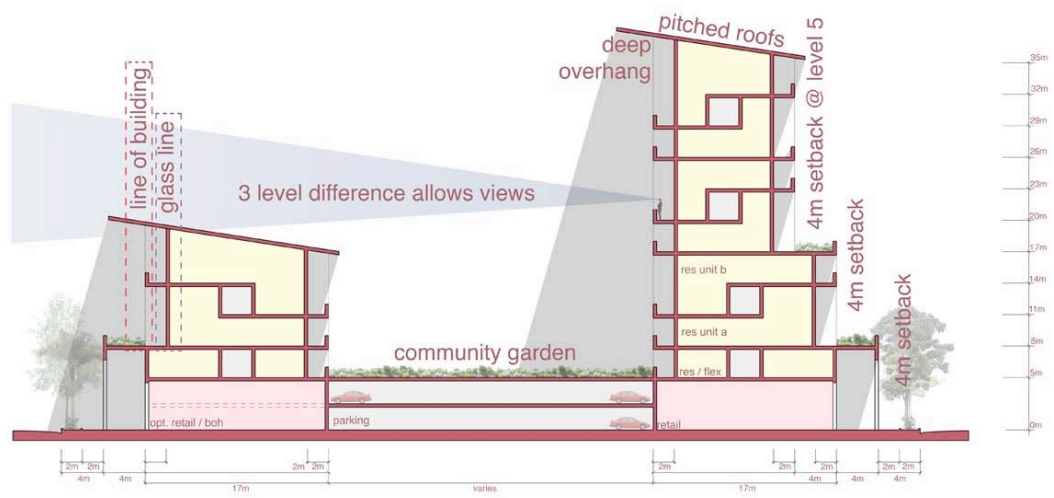 pitched roofs
deep
overhang
4m setback @ level 5
4m setback
4m setback
line of building
glass line
3 level difference allows views
community garden
res unit b
res unit a
res / flex
opt. retail / boh
parking
retail
35m
32m
29m
26m
23m
20m
17m
14m
11m
8m
5m
0m
2m 2m 2m 2m 2m 2m 2m 2m 2m
4m 4m 4m 4m 4m
17m varies 17m